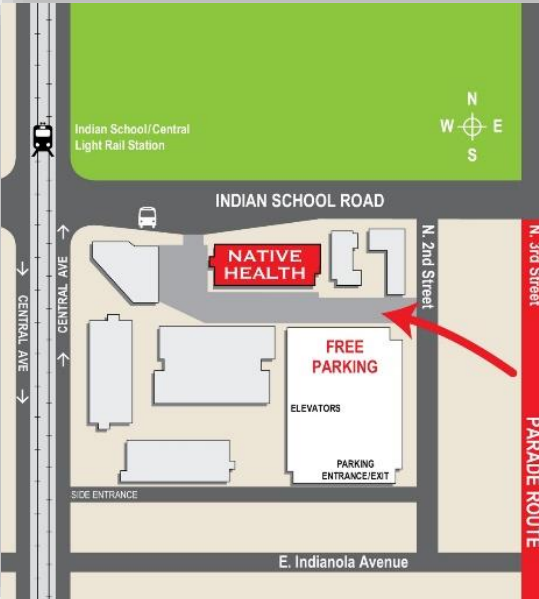 Indian School/Central
Light Rail Station
N
W E
S
INDIAN SCHOOL ROAD
NATIVE
HEALTH
N. 2nd Street
N. 3rd Street
CENTRAL AVE
CENTRAL AVE
FREE
PARKING
ELEVATORS
PARKING
ENTRANCE/EXIT
PARADE ROUTE
SIDE ENTRANCE
E. Indianola Avenue